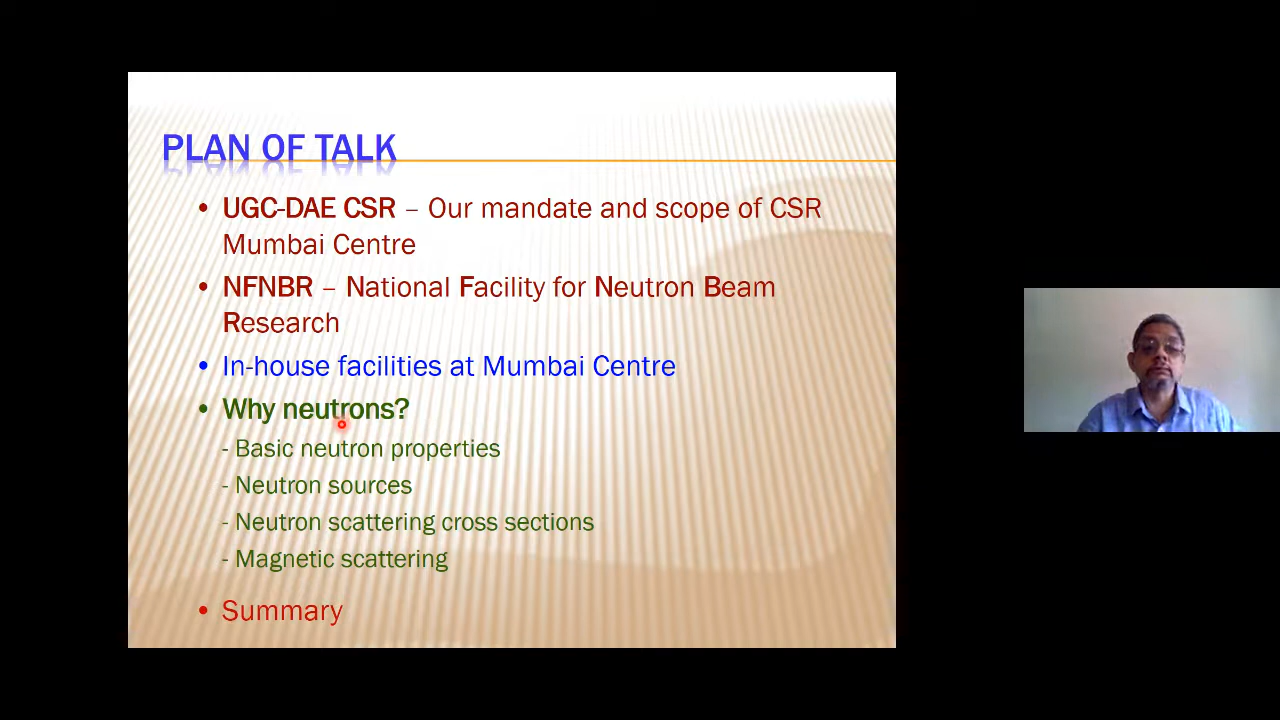 PLAN OF TALK
• UGC-DAE CSR – Our mandate and scope of CSR
Mumbai Centre
• NFNBR – National Facility for Neutron Beam
Research
• In-house facilities at Mumbai Centre
• Why neutrons?
- Basic neutron properties
- Neutron sources
- Neutron scattering cross sections
- Magnetic scattering
• Summary